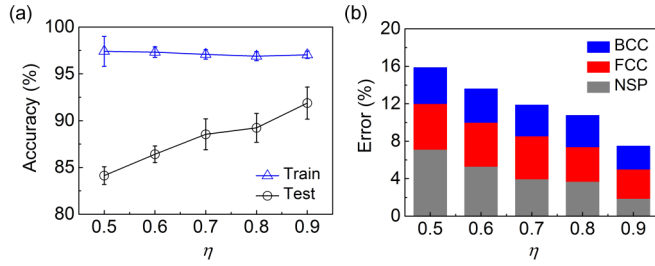 (a)
100
95
90
85
80
Accuracy (%)
Train
Test
0.5 0.6 0.7 0.8 0.9
η
(b)
20
16
12
8
4
0
Error (%)
BCC
FCC
NSP
0.5 0.6 0.7 0.8 0.9
η